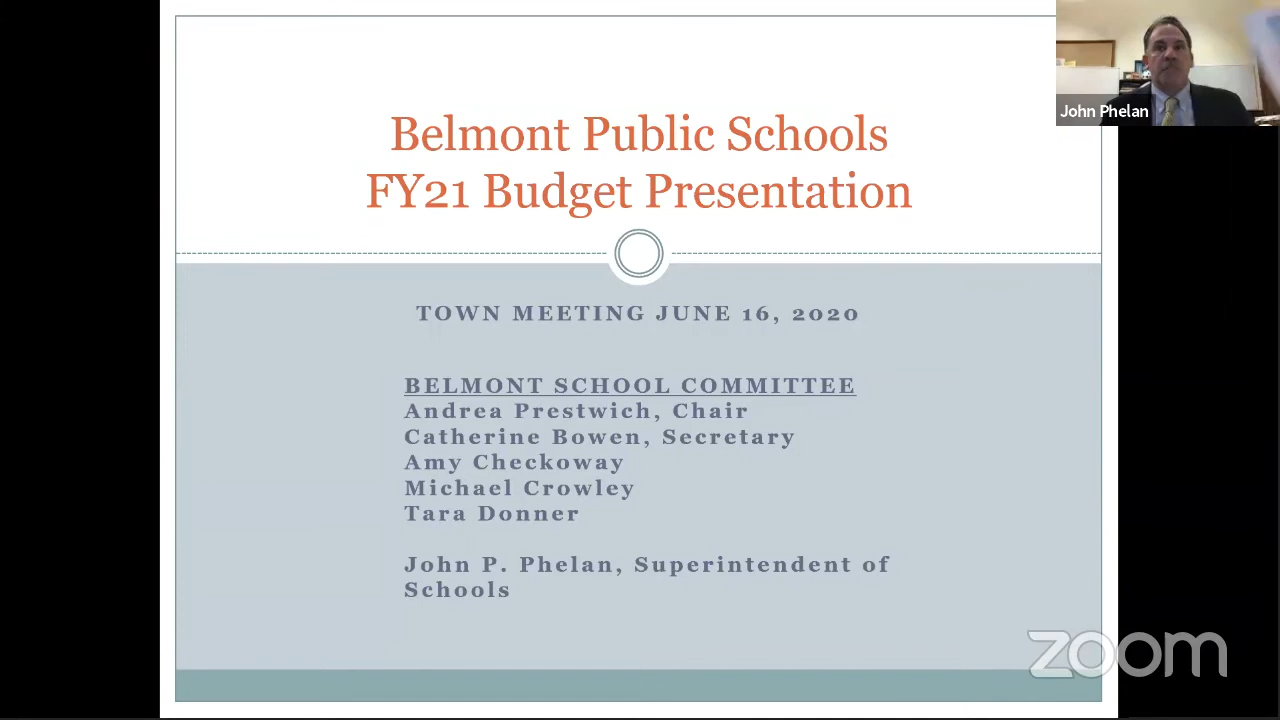 Belmont Public Schools
FY21 Budget Presentation
John Phelan
TOWN MEETING JUNE 16, 2020
BELMONT SCHOOL COMMITTEE
Andrea Prestwich, Chair
Catherine Bowen, Secretary
Amy Checkoway
Michael Crowley
Tara Donner
John P. Phelan, Superintendent of
Schools
zoom